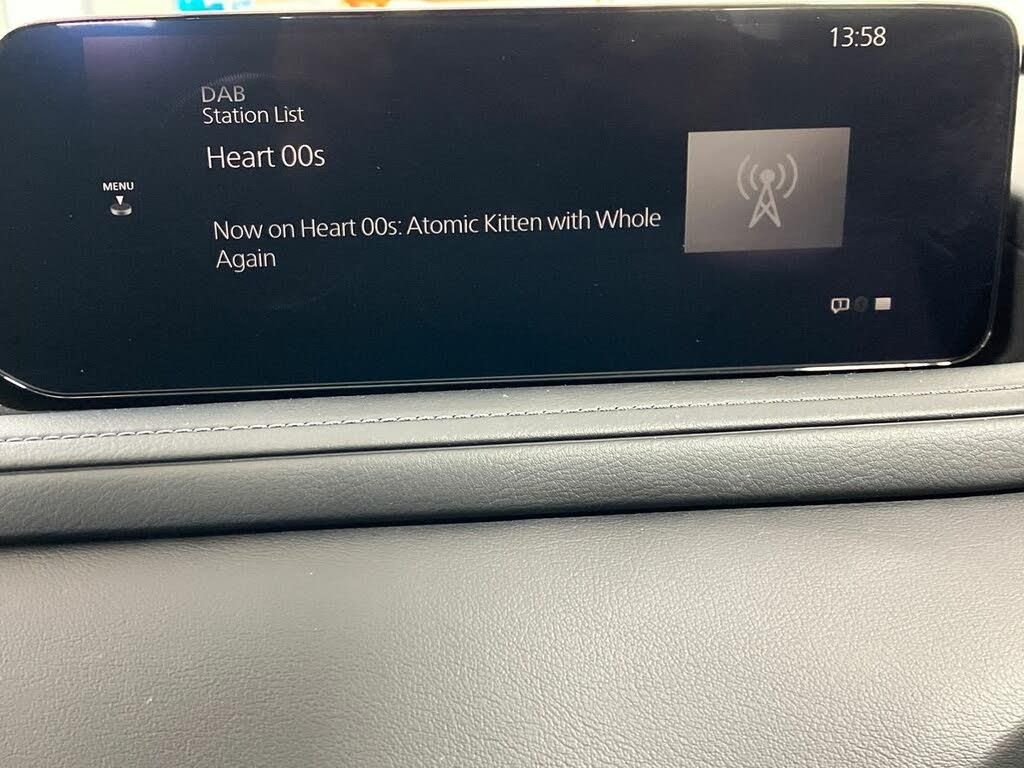 13:58
DAB
Station List
Heart 00s
MENU
Now on Heart 00s: Atomic Kitten with Whole
Again